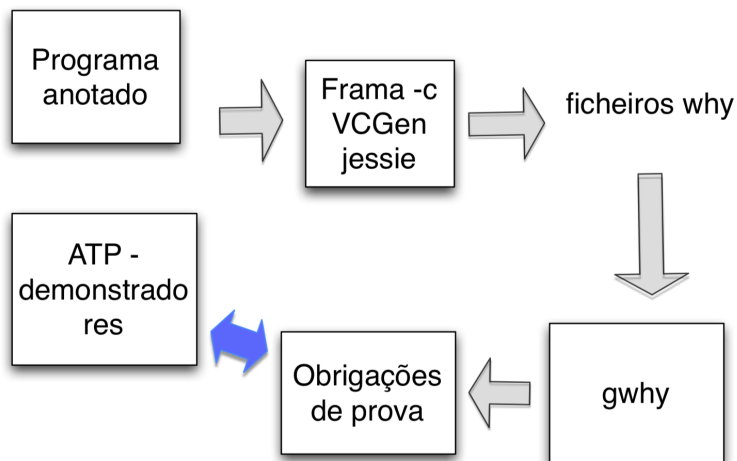 Programa
anotado
Frama -c
VCGen
jessie
ficheiros why
ATP -
demonstrado
res
Obrigações
de prova
gwhy